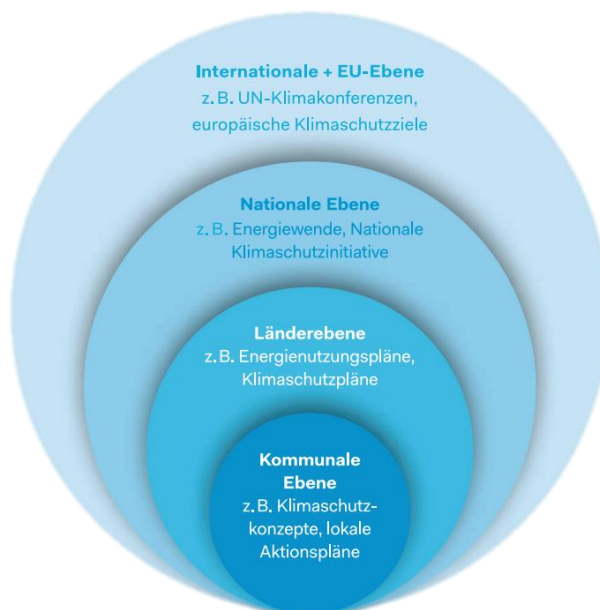 Internationale + EU-Ebene
z. B. UN-Klimakonferenzen,
europäische Klimaschutzziele
Nationale Ebene
z. B. Energiewende, Nationale
Klimaschutzinitiative
Länderebene
z. B. Energienutzungspläne,
Klimaschutzpläne
Kommunale
Ebene
z. B. Klimaschutz-
konzepte, lokale
Aktionspläne